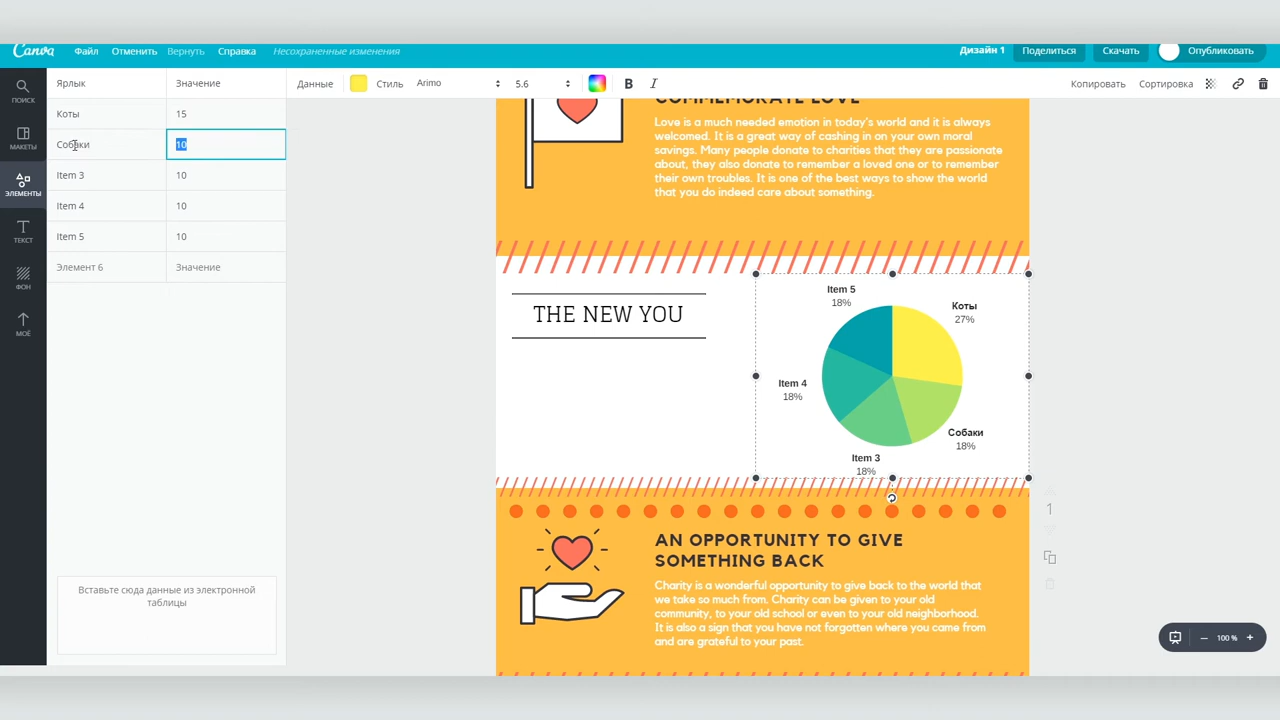 Canva Файл Отменить Вернуть Справка Несохраненные изменения Дизайн 1 Поделиться Скачать Опубликовать
ПОИСК
МАКЕТЫ
ЭЛЕМЕНТЫ
ТЕКСТ
ФОН
МОЁ
Ярлык Значение
Коты 15
Собаки 10
Item 3 10
Item 4 10
Item 5 10
Элемент 6 Значение
Вставьте сюда данные из электронной
таблицы
Данные Стиль Arimo 5.6 B I Копировать Сортировка
COMMEMORATE LOVE
Love is a much needed emotion in today's world and it is always
welcomed. It is a great way of cashing in on your own moral
savings. Many people donate to charities that they are passionate
about, they also donate to remember a loved one or to remember
their own troubles. It is one of the best ways to show the world
that you do indeed care about something.
THE NEW YOU
Item 5
18%
Коты
27%
Item 4
18%
Собаки
18%
Item 3
18%
AN OPPORTUNITY TO GIVE
SOMETHING BACK
Charity is a wonderful opportunity to give back to the world that
we take so much from. Charity can be given to your old
community, to your old school or even to your old neighborhood.
It is also a sign that you have not forgotten where you came from
and are grateful to your past.
1
– 100 % +